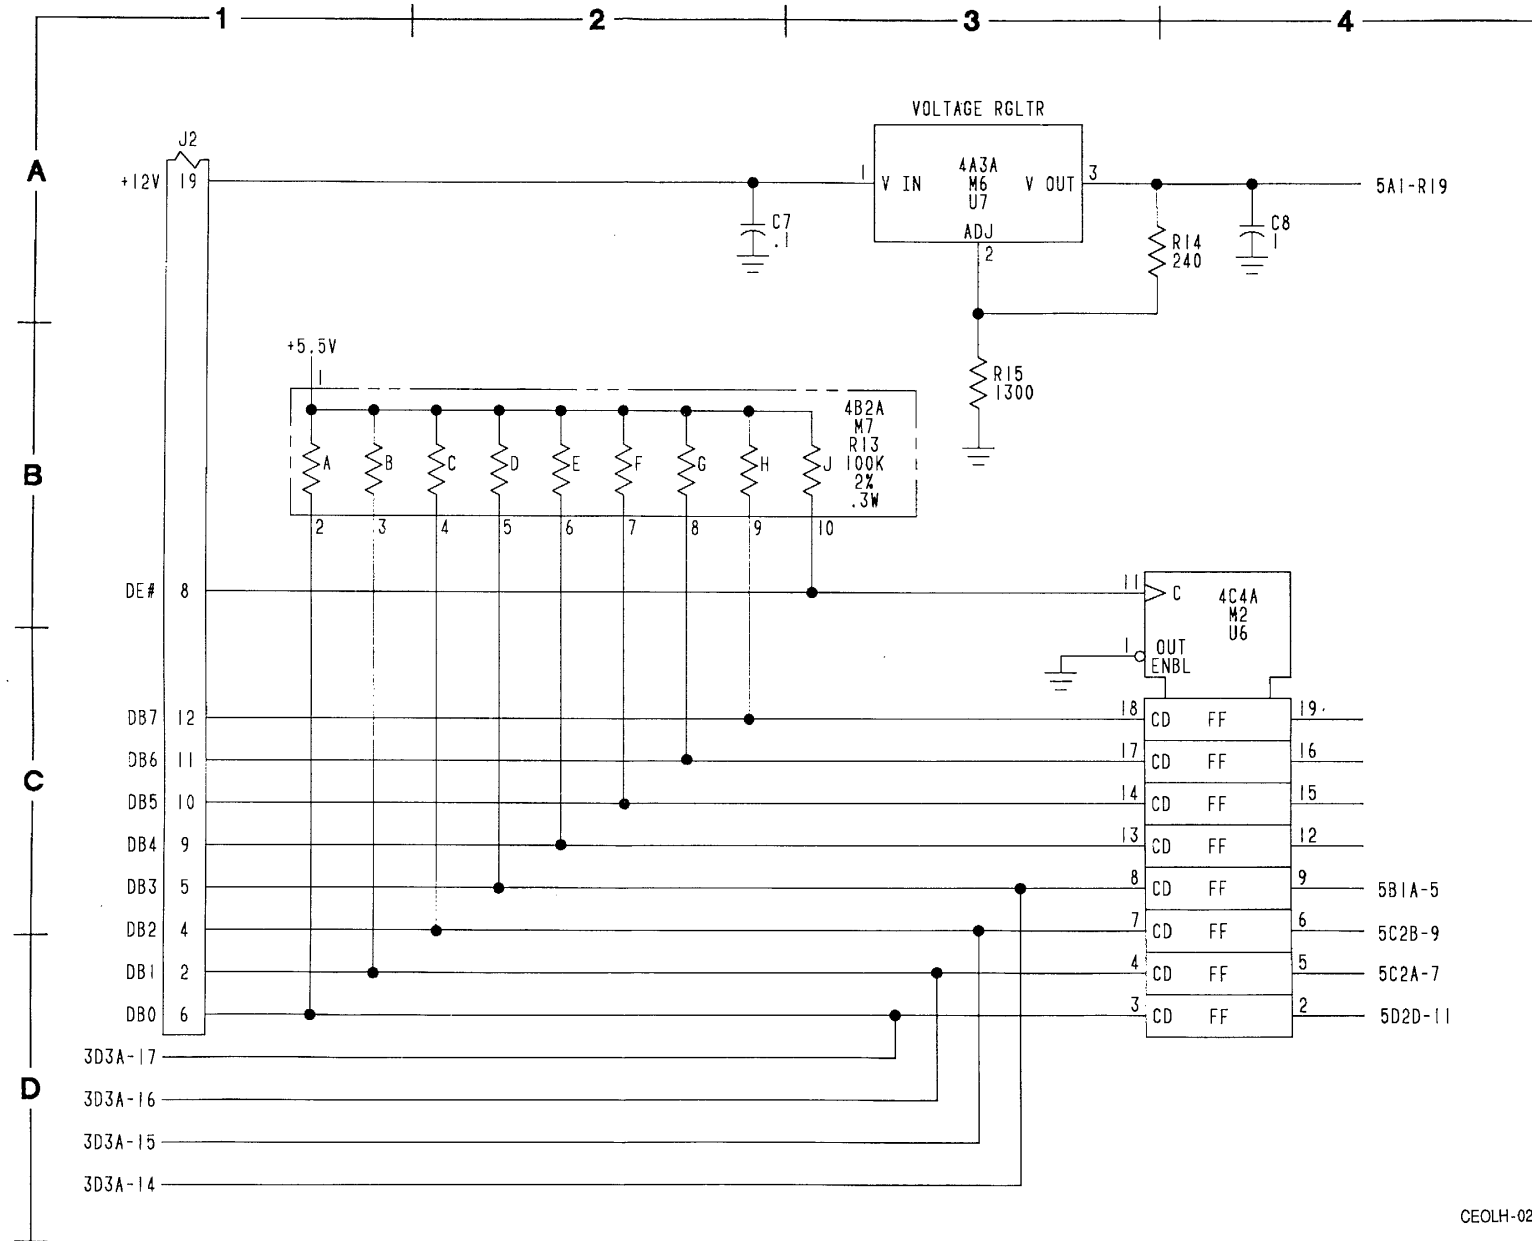 1 2 3 4
A
B
C
D
VOLTAGE RGLTR
J2
+12V 19
1 V IN
4A3A
M6
U7
V OUT 3
ADJ
2
5A1-R19
C7
.1
R14
240
C8
1
R15
1300
+5.5V
1
A B C D E F G H J
4B2A
M7
R13
100K
2%
.3W
2 3 4 5 6 7 8 9 10
DE# 8
11 C
4C4A
M2
U6
1 OUT
ENBL
DB7 12 18 CD FF 19
DB6 11 17 CD FF 16
DB5 10 14 CD FF 15
DB4 9 13 CD FF 12
DB3 5 8 CD FF 9 5B1A-5
DB2 4 7 CD FF 6 5C2B-9
DB1 2 4 CD FF 5 5C2A-7
DB0 6 3 CD FF 2 5D2D-11
3D3A-17
3D3A-16
3D3A-15
3D3A-14
CEOLH-02